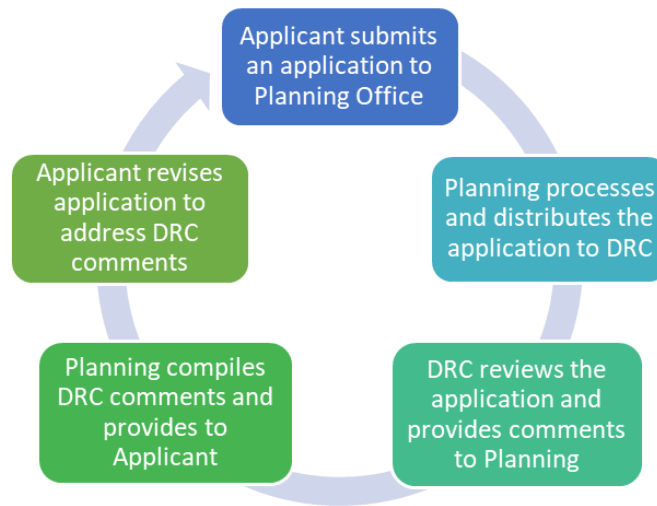 Applicant submits
an application to
Planning Office
Planning processes
and distributes the
application to DRC
DRC reviews the
application and
provides comments
to Planning
Planning compiles
DRC comments and
provides to
Applicant
Applicant revises
application to
address DRC
comments